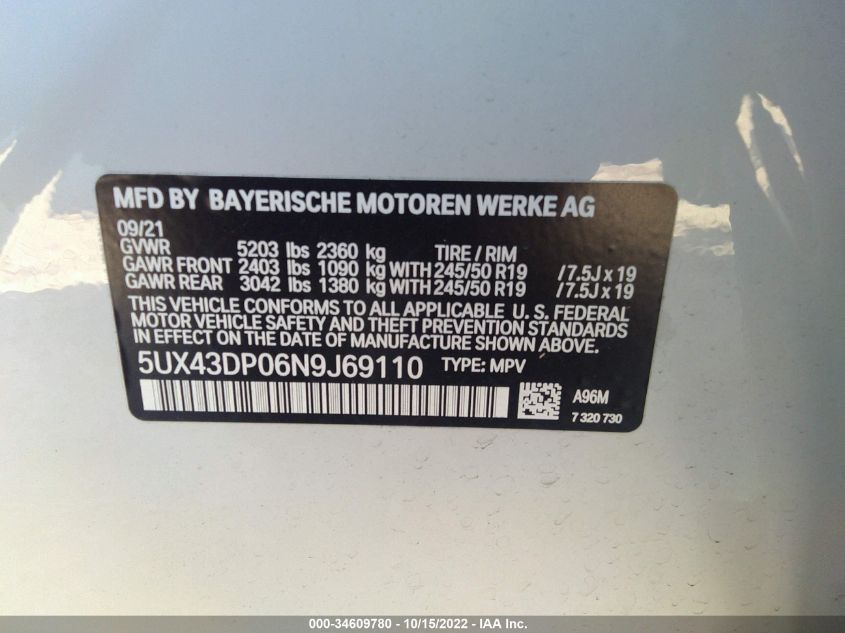 MFD BY BAYERISCHE MOTOREN WERKE AG
09/21
GVWR 5203 lbs 2360 kg TIRE / RIM
GAWR FRONT 2403 lbs 1090 kg WITH 245/50 R19 / 7.5J x 19
GAWR REAR 3042 lbs 1380 kg WITH 245/50 R19 / 7.5J x 19
THIS VEHICLE CONFORMS TO ALL APPLICABLE U. S. FEDERAL
MOTOR VEHICLE SAFETY AND THEFT PREVENTION STANDARDS
IN EFFECT ON THE DATE OF MANUFACTURE SHOWN ABOVE.
5UX43DP06N9J69110 TYPE: MPV
A96M
7 320 730
000-34609780 - 10/15/2022 - IAA Inc.